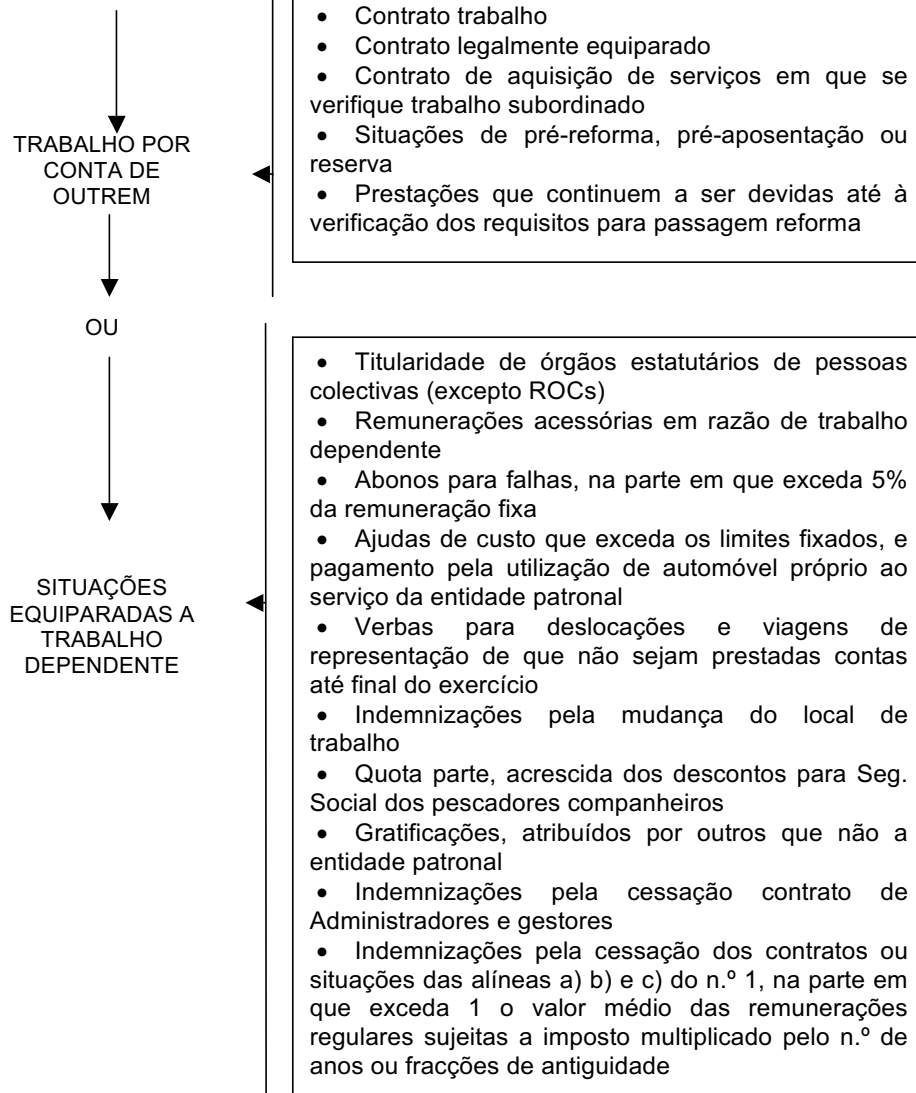 • Contrato trabalho
• Contrato legalmente equiparado
• Contrato de aquisição de serviços em que se
verifique trabalho subordinado
• Situações de pré-reforma, pré-aposentação ou
reserva
• Prestações que continuem a ser devidas até à
verificação dos requisitos para passagem reforma
TRABALHO POR
CONTA DE
OUTREM
OU
• Titularidade de órgãos estatutários de pessoas
colectivas (excepto ROCs)
• Remunerações acessórias em razão de trabalho
dependente
• Abonos para falhas, na parte em que exceda 5%
da remuneração fixa
• Ajudas de custo que exceda os limites fixados, e
pagamento pela utilização de automóvel próprio ao
serviço da entidade patronal
• Verbas para deslocações e viagens de
representação de que não sejam prestadas contas
até final do exercício
• Indemnizações pela mudança do local de
trabalho
• Quota parte, acrescida dos descontos para Seg.
Social dos pescadores companheiros
• Gratificações, atribuídos por outros que não a
entidade patronal
• Indemnizações pela cessação contrato de
Administradores e gestores
• Indemnizações pela cessação dos contratos ou
situações das alíneas a) b) e c) do n.º 1, na parte em
que exceda 1 o valor médio das remunerações
regulares sujeitas a imposto multiplicado pelo n.º de
anos ou fracções de antiguidade
SITUAÇÕES
EQUIPARADAS A
TRABALHO
DEPENDENTE